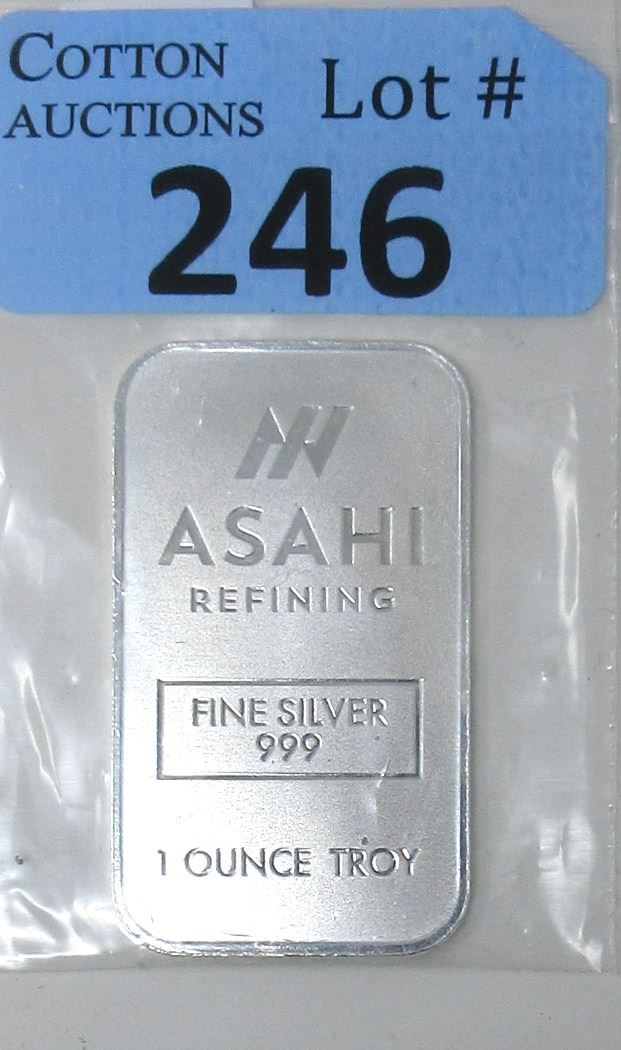 COTTON
AUCTIONS
Lot #
246
ASAHI
REFINING
FINE SILVER
999
1 OUNCE TROY